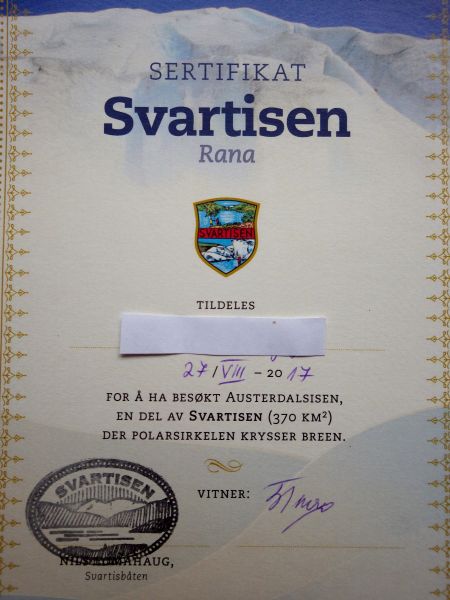 SERTIFIKAT
Svartisen
Rana
SVARTISEN
TILDELES
27/VIII – 2017
FOR Å HA BESØKT AUSTERDALSISEN,
EN DEL AV SVARTISEN (370 KM²)
DER POLARSIRKELEN KRYSSER BREEN.
VITNER:
SVARTISEN
Svartisbåten